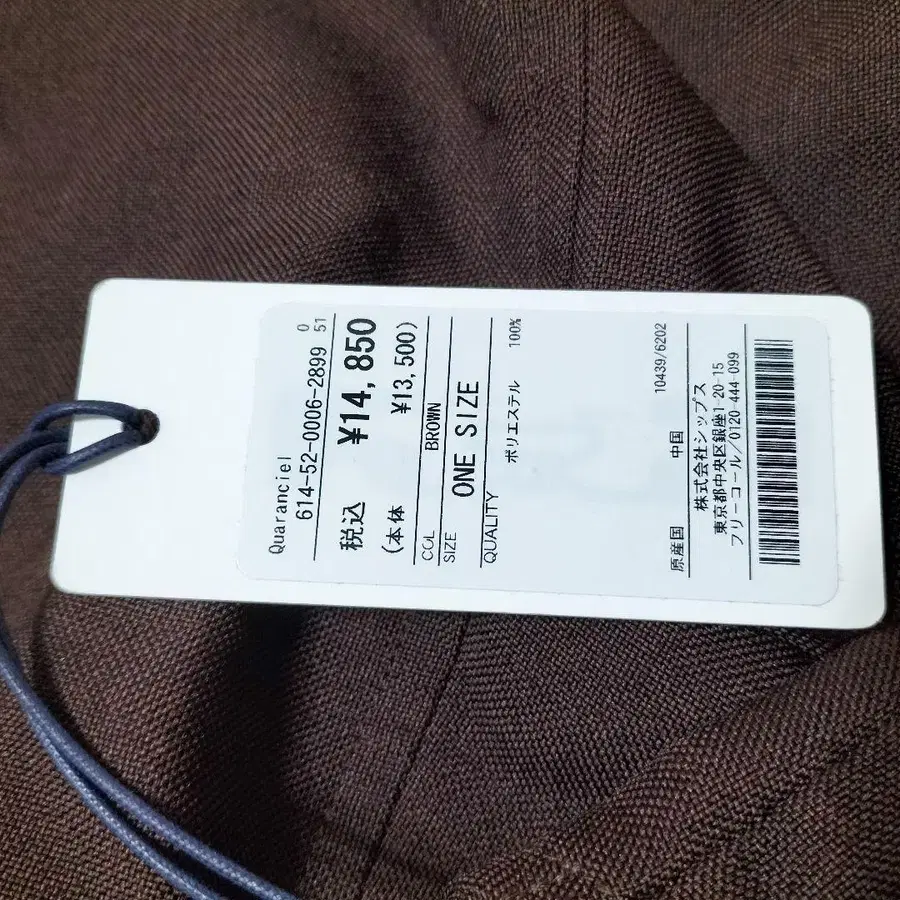 Quaranciel 0
614-52-0006-2899 51
税込 ¥14,850
(本体 ¥13,500)
COL BROWN
SIZE ONE SIZE
QUALITY
ポリエステル 100%
10439/6202
原産国 中国
株式会社シップス
東京都中央区銀座1-20-15
フリーコール/0120-444-099